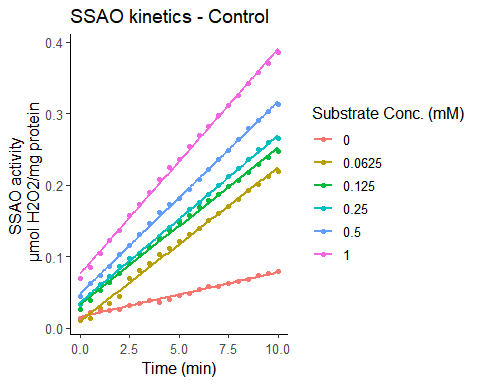 SSAO kinetics - Control
SSAO activity
µmol H2O2/mg protein
0.4
0.3
0.2
0.1
0.0
0.0 2.5 5.0 7.5 10.0
Time (min)
Substrate Conc. (mM)
0
0.0625
0.125
0.25
0.5
1